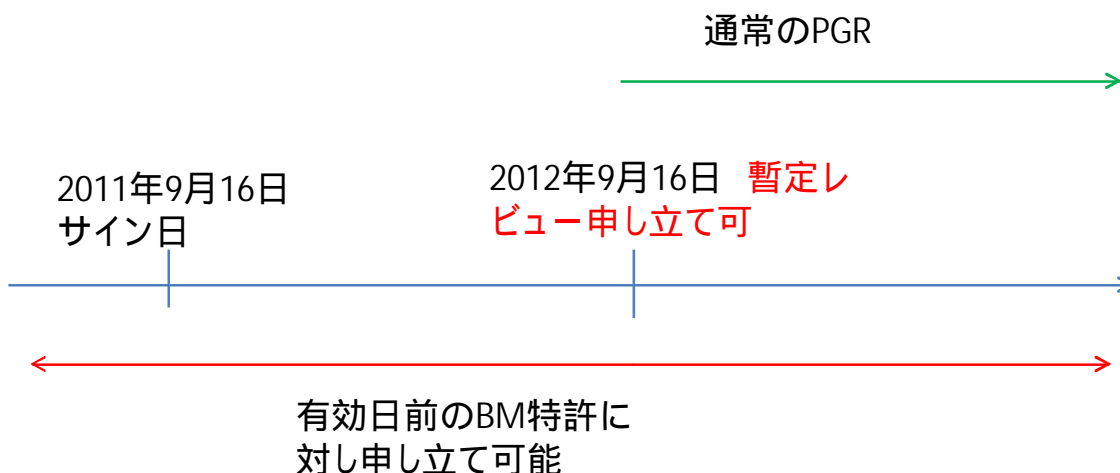 通常のPGR
2011年9月16日
サイン日
2012年9月16日 暫定レ
ビュー申し立て可
有効日前のBM特許に
対し申し立て可能